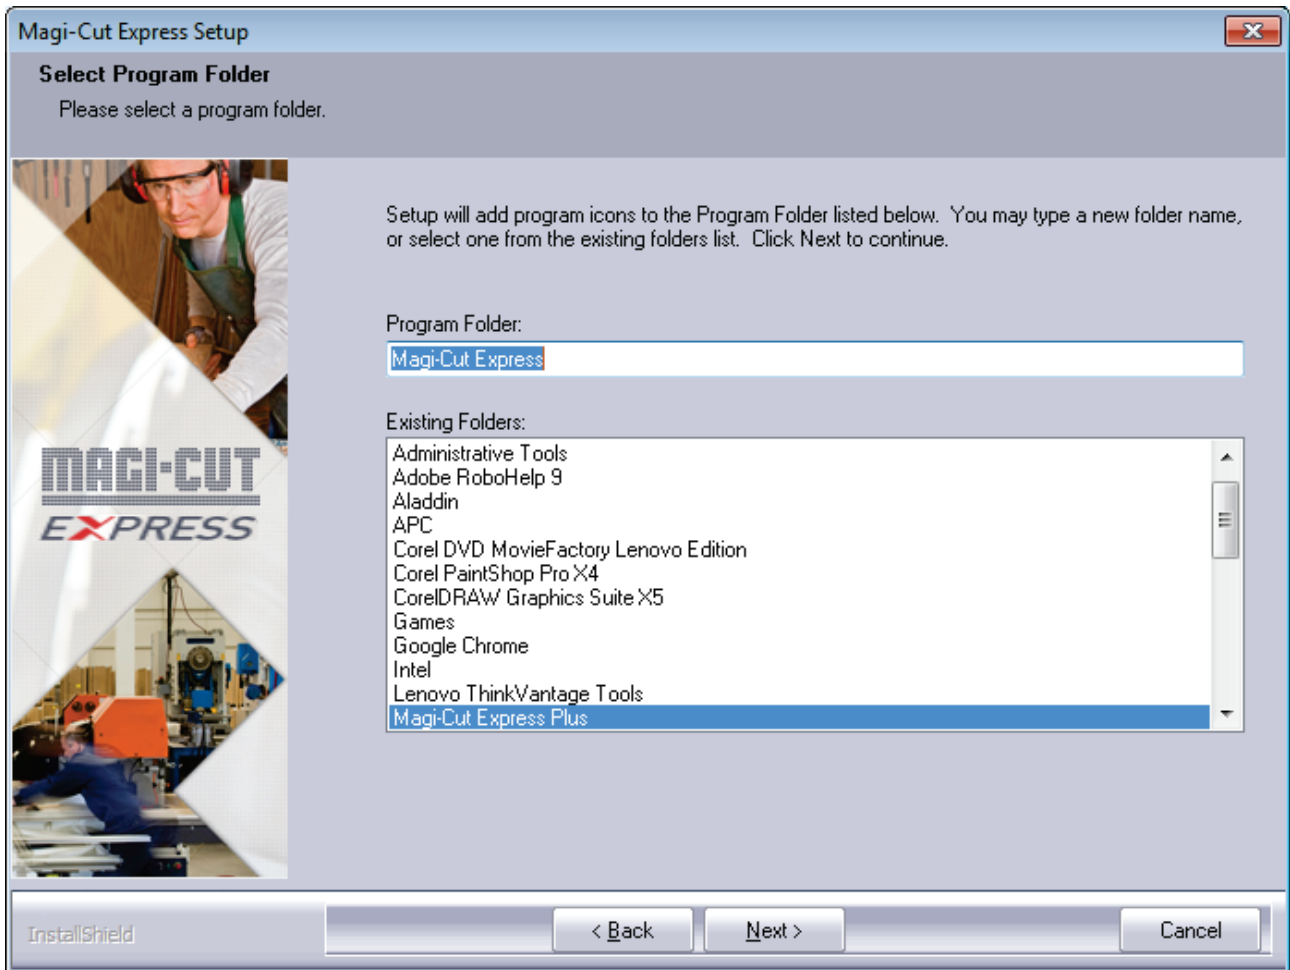 Magi-Cut Express Setup
Select Program Folder
Please select a program folder.
Setup will add program icons to the Program Folder listed below.  You may type a new folder name,
or select one from the existing folders list.  Click Next to continue.
Program Folder:
Magi-Cut Express
Existing Folders:
Administrative Tools
Adobe RoboHelp 9
Aladdin
APC
Corel DVD MovieFactory Lenovo Edition
Corel PaintShop Pro X4
CorelDRAW Graphics Suite X5
Games
Google Chrome
Intel
Lenovo ThinkVantage Tools
Magi-Cut Express Plus
MAGI-CUT
EXPRESS
InstallShield
< Back
Next >
Cancel